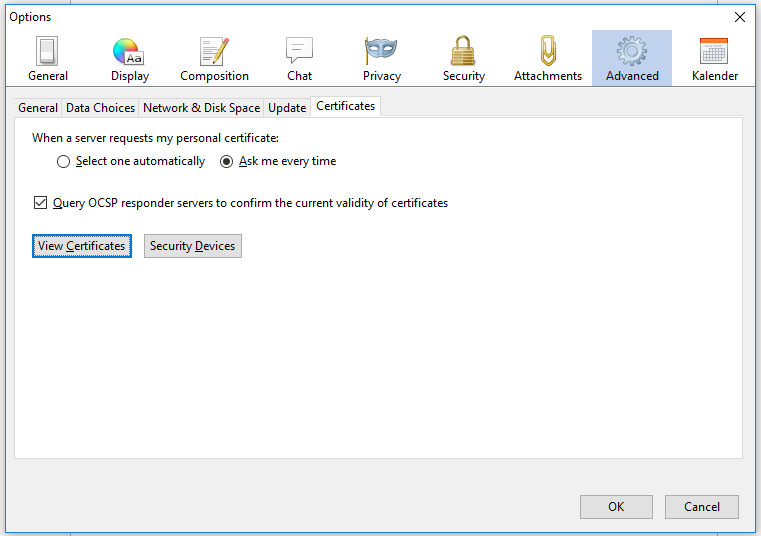 Options
General Display Composition Chat Privacy Security Attachments Advanced Kalender
General Data Choices Network & Disk Space Update Certificates
When a server requests my personal certificate:
Select one automatically Ask me every time
Query OCSP responder servers to confirm the current validity of certificates
View Certificates Security Devices
OK Cancel